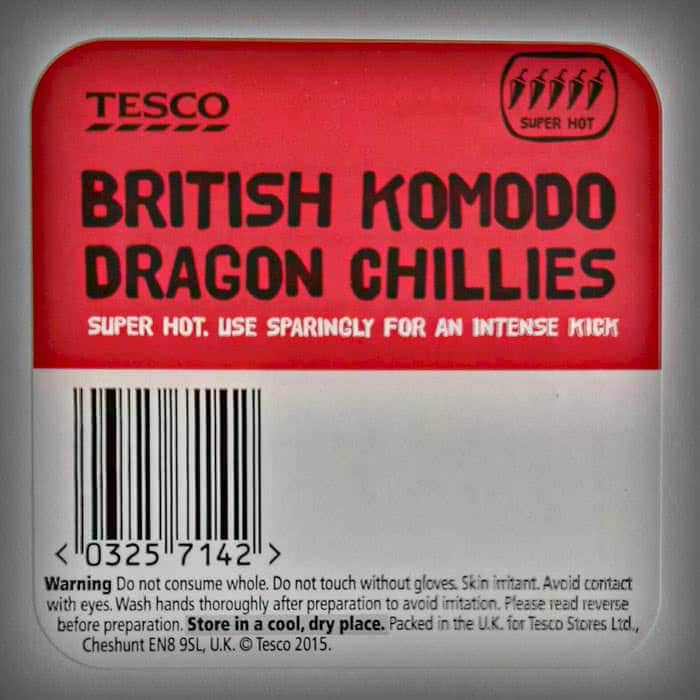 TESCO
SUPER HOT
BRITISH KOMODO
DRAGON CHILLIES
SUPER HOT. USE SPARINGLY FOR AN INTENSE KICK
< 0325 7142 >
Warning Do not consume whole. Do not touch without gloves. Skin irritant. Avoid contact
with eyes. Wash hands thoroughly after preparation to avoid irritation. Please read reverse
before preparation. Store in a cool, dry place. Packed in the U.K. for Tesco Stores Ltd.,
Cheshunt EN8 9SL, U.K. © Tesco 2015.